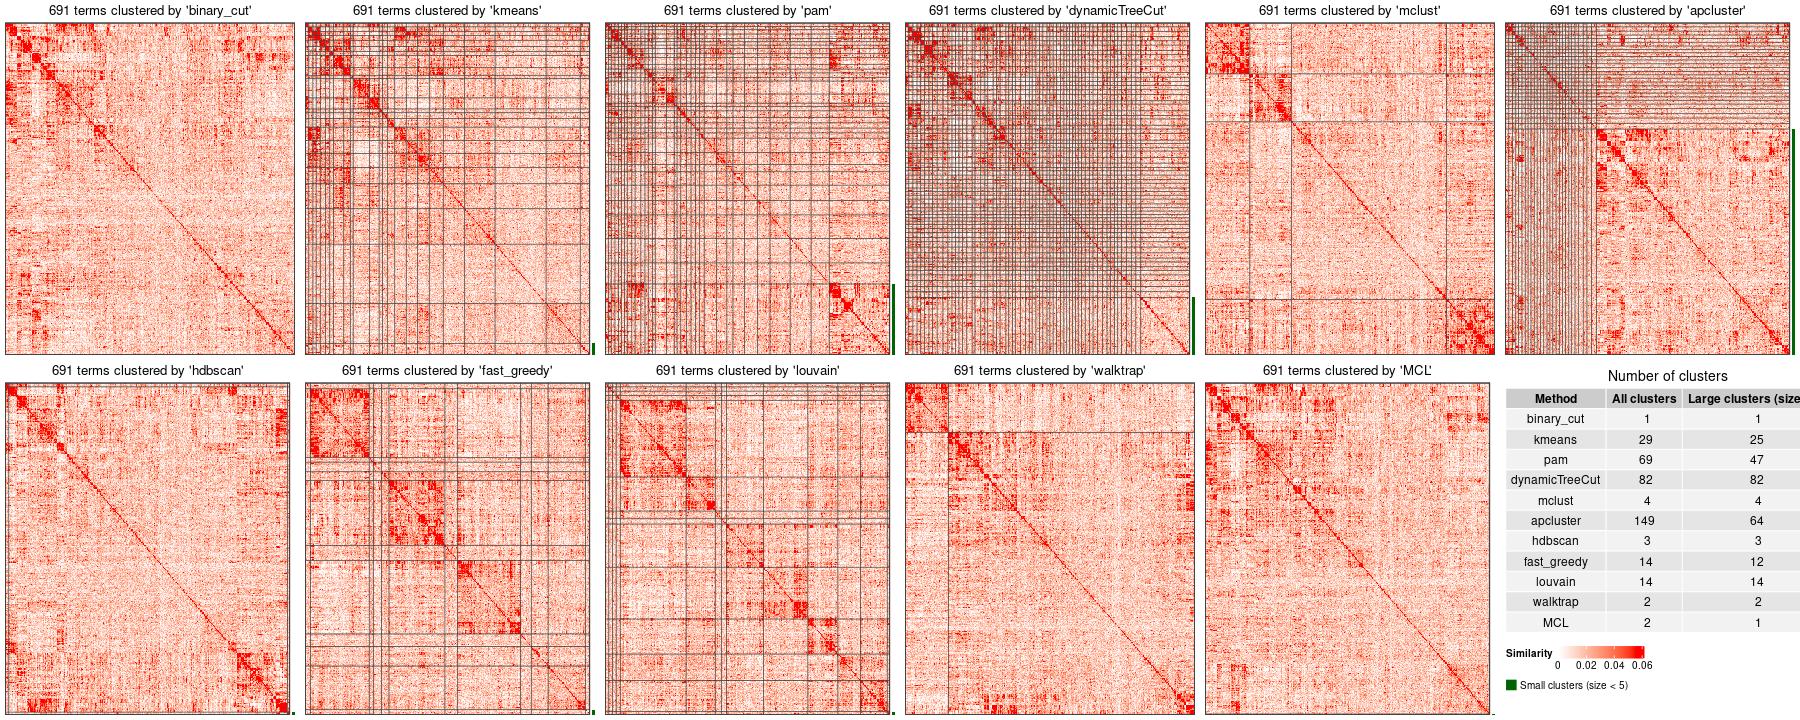 691 terms clustered by 'binary_cut'
691 terms clustered by 'kmeans'
691 terms clustered by 'pam'
691 terms clustered by 'dynamicTreeCut'
691 terms clustered by 'mclust'
691 terms clustered by 'apcluster'
691 terms clustered by 'hdbscan'
691 terms clustered by 'fast_greedy'
691 terms clustered by 'louvain'
691 terms clustered by 'walktrap'
691 terms clustered by 'MCL'
Number of clusters
Method All clusters Large clusters (size
binary_cut 1 1
kmeans 29 25
pam 69 47
dynamicTreeCut 82 82
mclust 4 4
apcluster 149 64
hdbscan 3 3
fast_greedy 14 12
louvain 14 14
walktrap 2 2
MCL 2 1
Similarity
0 0.02 0.04 0.06
Small clusters (size < 5)